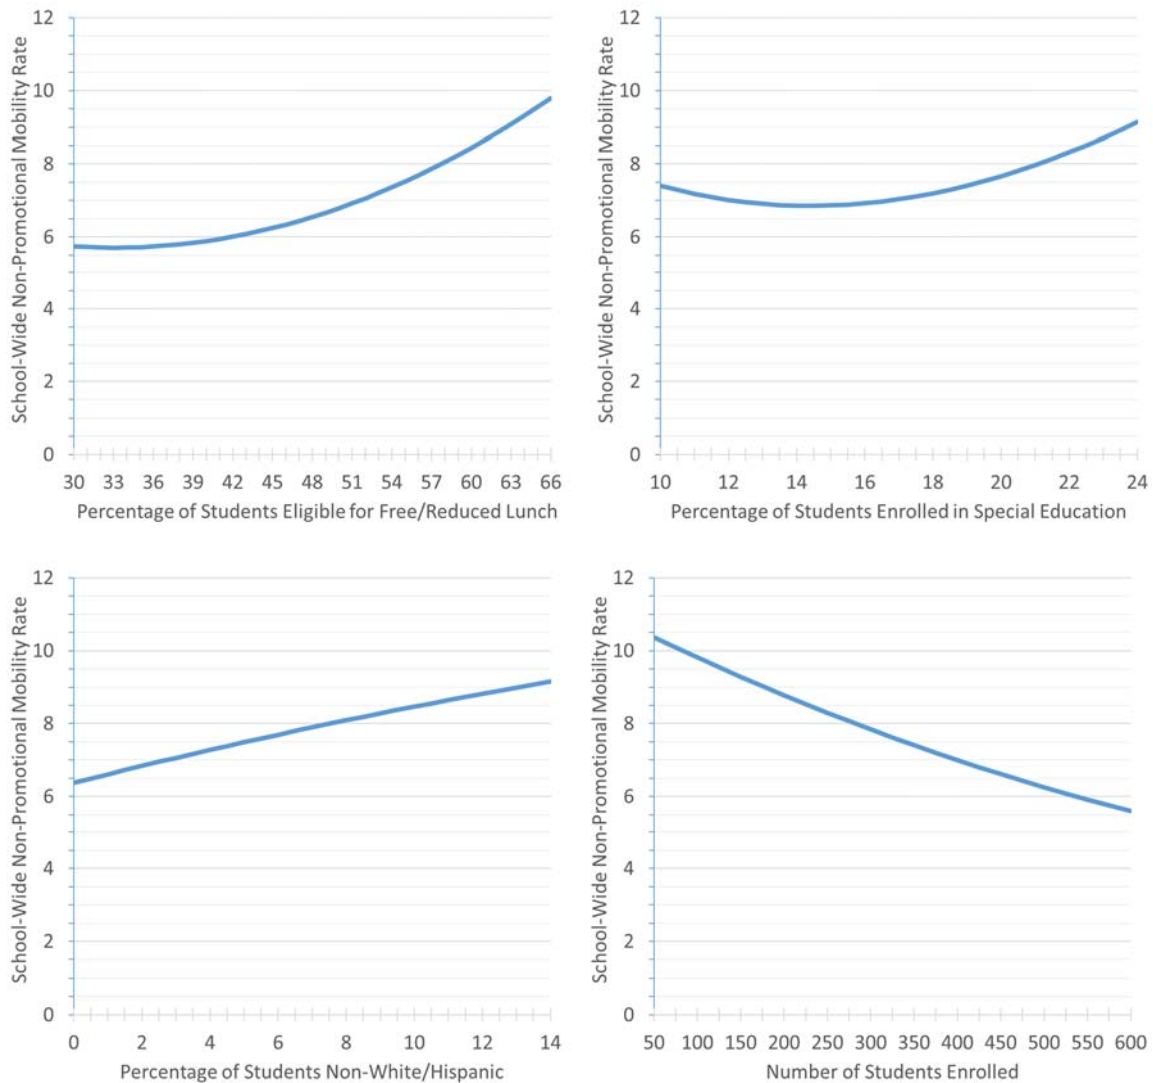 School-Wide Non-Promotional Mobility Rate
12
10
8
6
4
2
0
30 33 36 39 42 45 48 51 54 57 60 63 66
Percentage of Students Eligible for Free/Reduced Lunch
School-Wide Non-Promotional Mobility Rate
12
10
8
6
4
2
0
10 12 14 16 18 20 22 24
Percentage of Students Enrolled in Special Education
School-Wide Non-Promotional Mobility Rate
12
10
8
6
4
2
0
0 2 4 6 8 10 12 14
Percentage of Students Non-White/Hispanic
School-Wide Non-Promotional Mobility Rate
12
10
8
6
4
2
0
50 100 150 200 250 300 350 400 450 500 550 600
Number of Students Enrolled